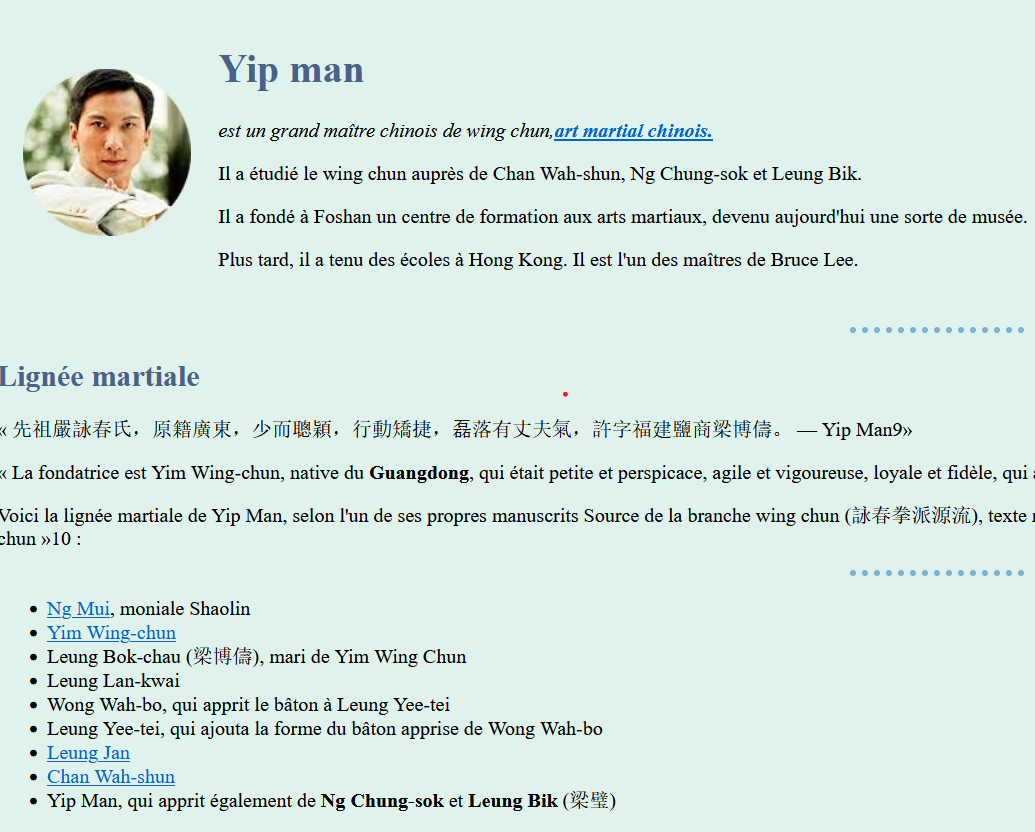 Yip man
est un grand maître chinois de wing chun,art martial chinois.
Il a étudié le wing chun auprès de Chan Wah-shun, Ng Chung-sok et Leung Bik.
Il a fondé à Foshan un centre de formation aux arts martiaux, devenu aujourd'hui une sorte de musée.
Plus tard, il a tenu des écoles à Hong Kong. Il est l'un des maîtres de Bruce Lee.
Lignée martiale
« 先祖嚴詠春氏，原籍廣東，少而聰穎，行動矯捷，磊落有丈夫氣，許字福建鹽商梁博儔。 — Yip Man9»
« La fondatrice est Yim Wing-chun, native du Guangdong, qui était petite et perspicace, agile et vigoureuse, loyale et fidèle, qui
Voici la lignée martiale de Yip Man, selon l'un de ses propres manuscrits Source de la branche wing chun (詠春拳派源流), texte
chun »10 :
Ng Mui, moniale Shaolin
Yim Wing-chun
Leung Bok-chau (梁博儔), mari de Yim Wing Chun
Leung Lan-kwai
Wong Wah-bo, qui apprit le bâton à Leung Yee-tei
Leung Yee-tei, qui ajouta la forme du bâton apprise de Wong Wah-bo
Leung Jan
Chan Wah-shun
Yip Man, qui apprit également de Ng Chung-sok et Leung Bik (梁璧)